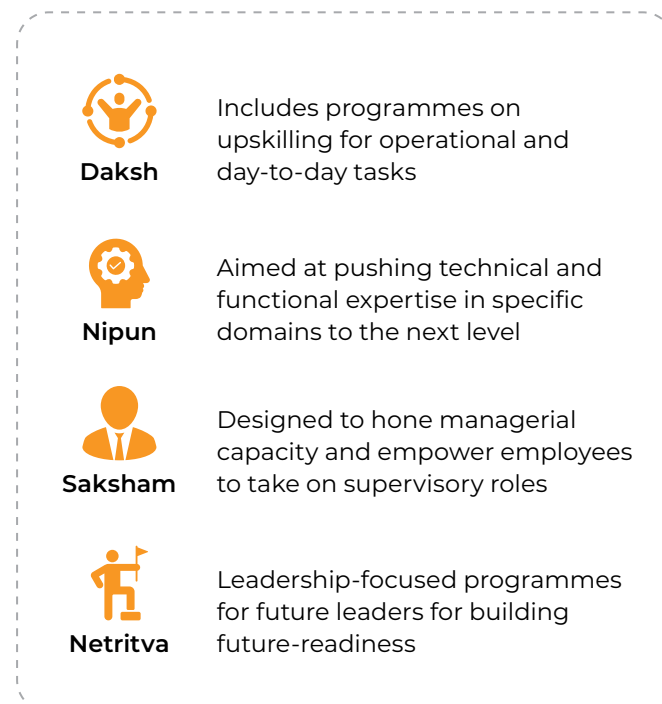 Daksh
Includes programmes on
upskilling for operational and
day-to-day tasks
Nipun
Aimed at pushing technical and
functional expertise in specific
domains to the next level
Saksham
Designed to hone managerial
capacity and empower employees
to take on supervisory roles
Netritva
Leadership-focused programmes
for future leaders for building
future-readiness